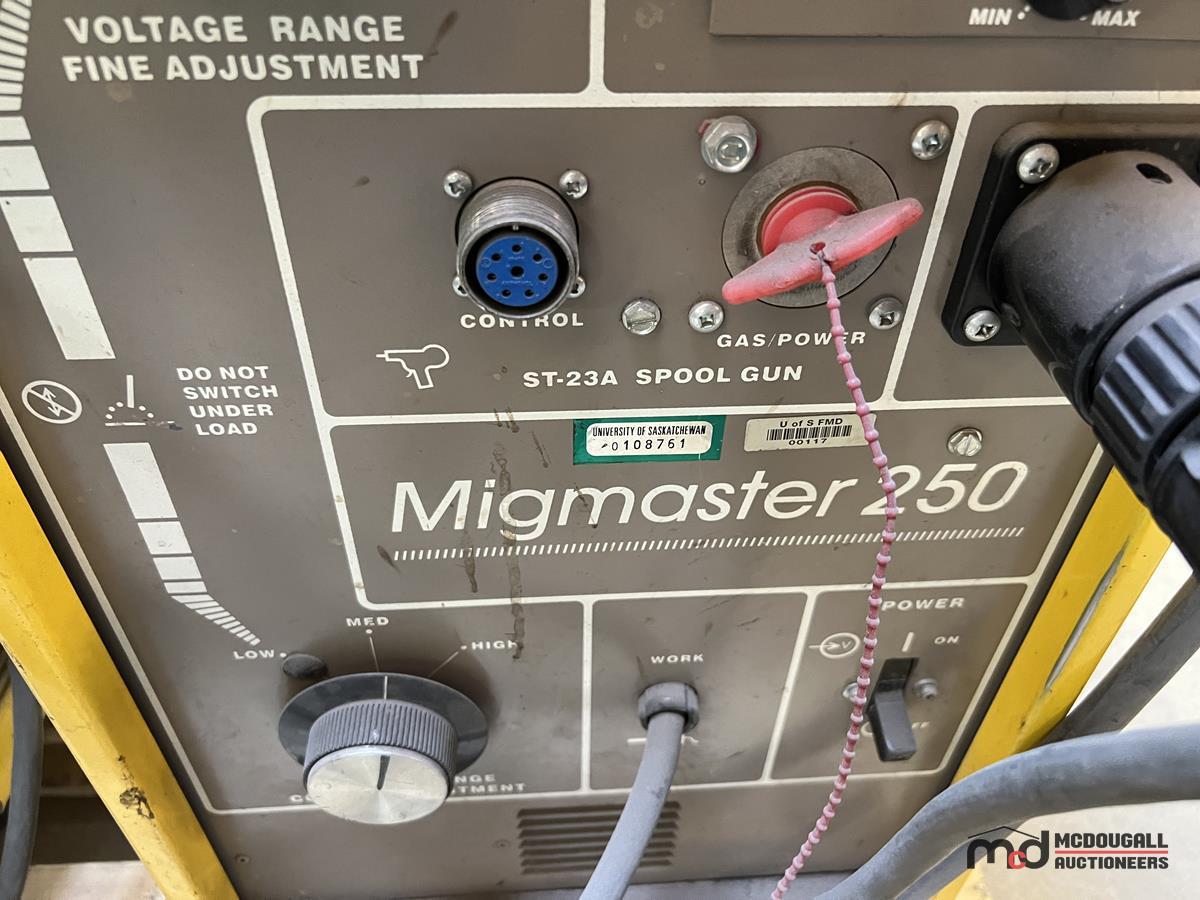 VOLTAGE RANGE
FINE ADJUSTMENT
MIN
MAX
CONTROL
GAS/POWER
ST-23A SPOOL GUN
DO NOT
SWITCH
UNDER
LOAD
UNIVERSITY OF SASKATCHEWAN
0108761
U of S FMD
00117
Migmaster 250
LOW
MED
HIGH
WORK
POWER
V
ON
MCDOUGALL
AUCTIONEERS
mcd